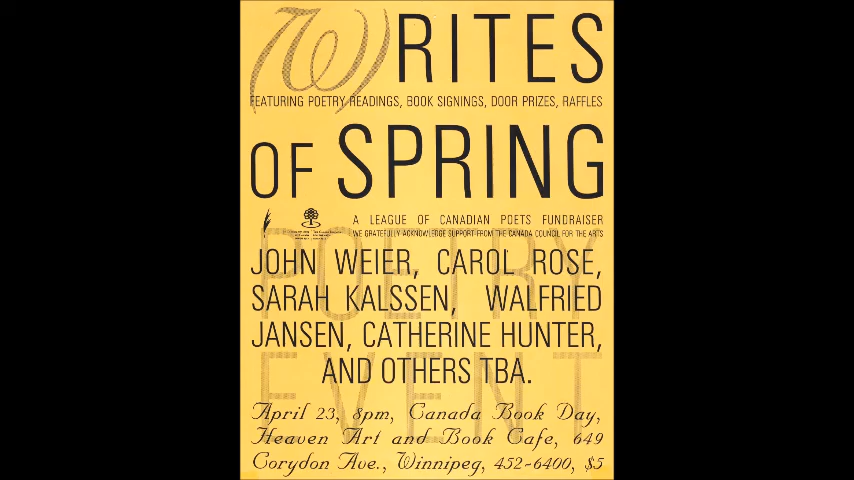 (W)RITES
FEATURING POETRY READINGS, BOOK SIGNINGS, DOOR PRIZES, RAFFLES
OF SPRING
A LEAGUE OF CANADIAN POETS FUNDRAISER
WE GRATEFULLY ACKNOWLEDGE SUPPORT FROM THE CANADA COUNCIL FOR THE ARTS
POETRY
JOHN WEIER, CAROL ROSE,
SARAH KALSSEN, WALFRIED
JANSEN, CATHERINE HUNTER,
AND OTHERS TBA.
EVENT
April 23, 8pm, Canada Book Day,
Heaven Art and Book Cafe, 649
Corydon Ave., Winnipeg, 452-6400, $5